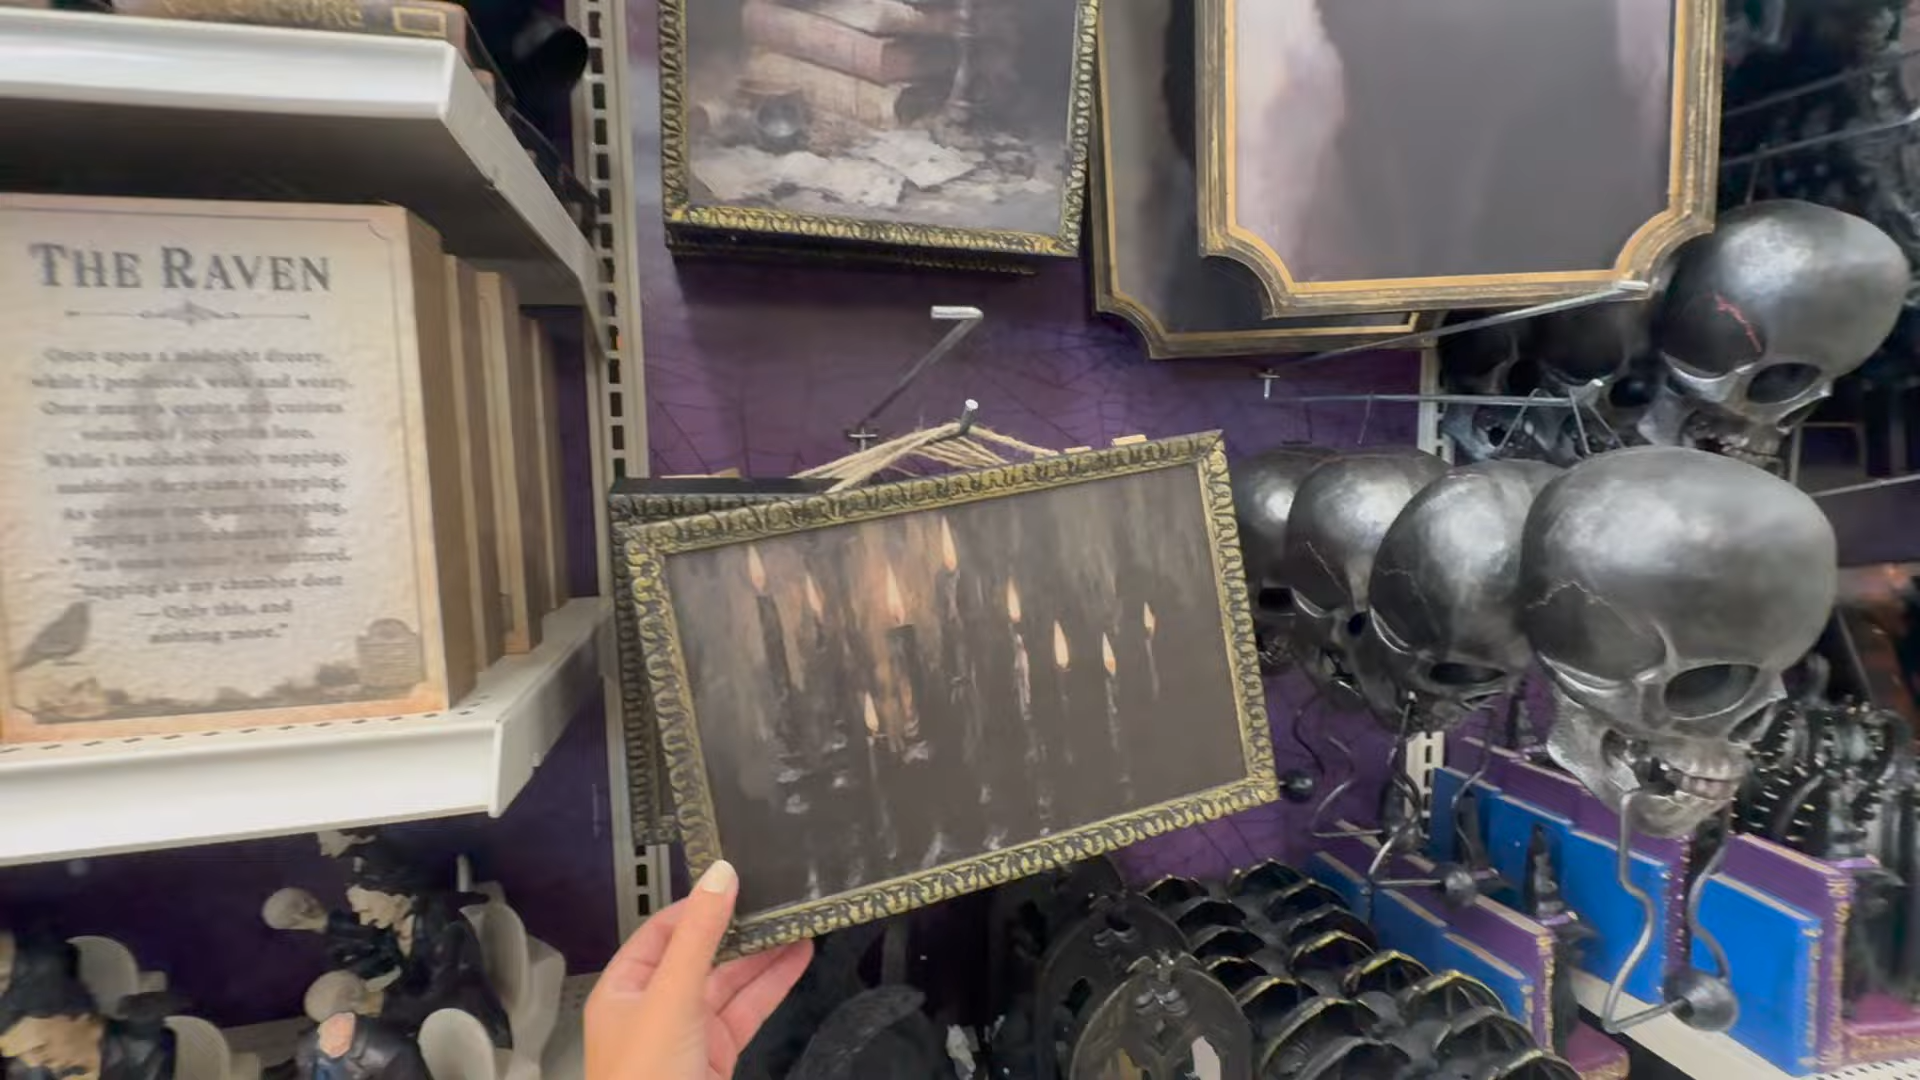 THE RAVEN
Once upon a midnight dreary,
while I pondered, weak and weary,
Over many a quaint and curious
volume of forgotten lore,
While I nodded, nearly napping,
suddenly there came a tapping,
As of some one gently rapping,
rapping at my chamber door.
"'Tis some visitor," I muttered,
"tapping at my chamber door
— Only this, and
nothing more."